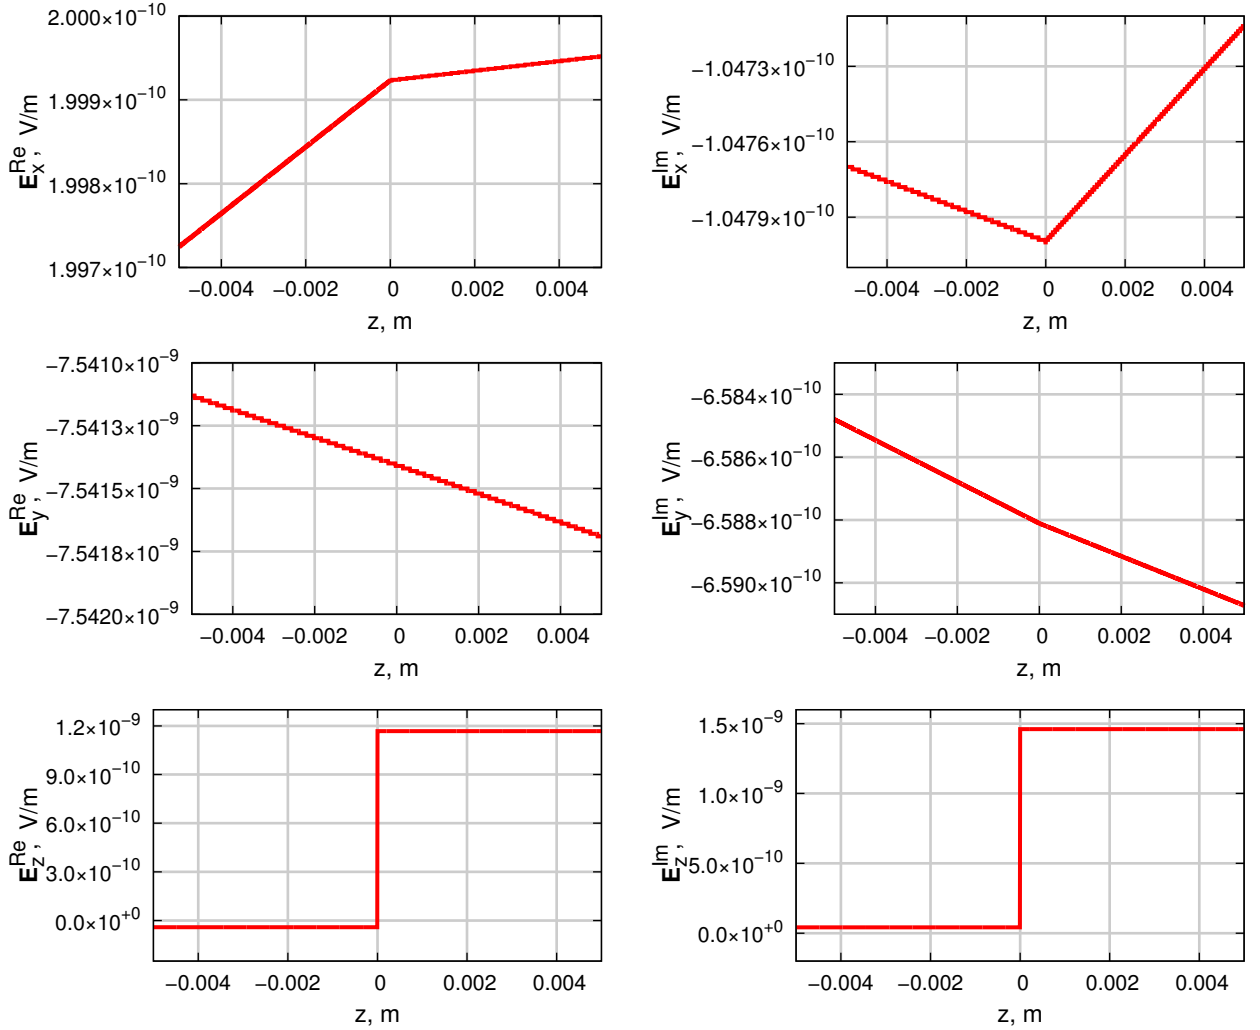 2.000×10⁻¹⁰
1.999×10⁻¹⁰
1.998×10⁻¹⁰
1.997×10⁻¹⁰
E_x^Re, V/m
−0.004 −0.002 0 0.002 0.004
z, m
−1.0473×10⁻¹⁰
−1.0476×10⁻¹⁰
−1.0479×10⁻¹⁰
E_x^Im, V/m
−0.004 −0.002 0 0.002 0.004
z, m
−7.5410×10⁻⁹
−7.5413×10⁻⁹
−7.5415×10⁻⁹
−7.5418×10⁻⁹
−7.5420×10⁻⁹
E_y^Re, V/m
−0.004 −0.002 0 0.002 0.004
z, m
−6.584×10⁻¹⁰
−6.586×10⁻¹⁰
−6.588×10⁻¹⁰
−6.590×10⁻¹⁰
E_y^Im, V/m
−0.004 −0.002 0 0.002 0.004
z, m
1.2×10⁻⁹
9.0×10⁻¹⁰
6.0×10⁻¹⁰
3.0×10⁻¹⁰
0.0×10⁺⁰
E_z^Re, V/m
−0.004 −0.002 0 0.002 0.004
z, m
1.5×10⁻⁹
1.0×10⁻⁹
5.0×10⁻¹⁰
0.0×10⁺⁰
E_z^Im, V/m
−0.004 −0.002 0 0.002 0.004
z, m